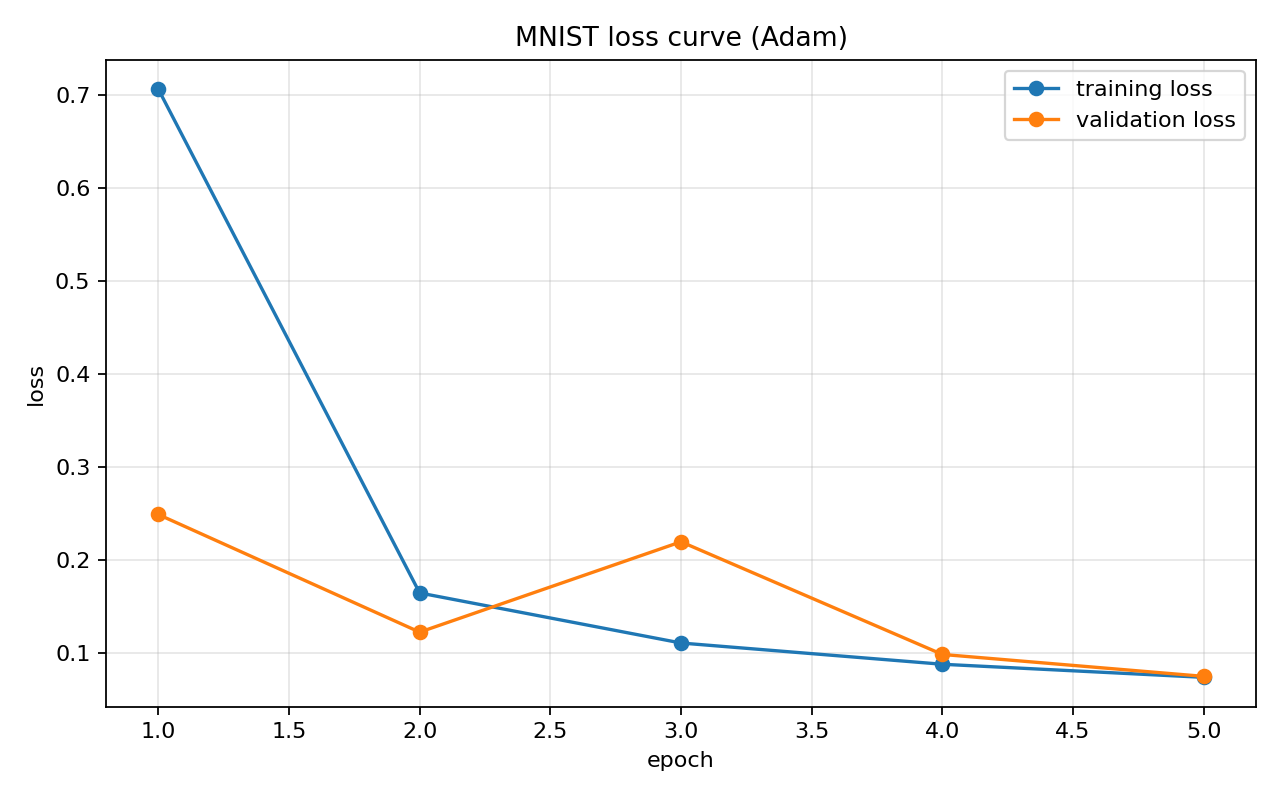 MNIST loss curve (Adam)
training loss
validation loss
0.7
0.6
0.5
0.4
0.3
0.2
0.1
loss
1.0 1.5 2.0 2.5 3.0 3.5 4.0 4.5 5.0
epoch